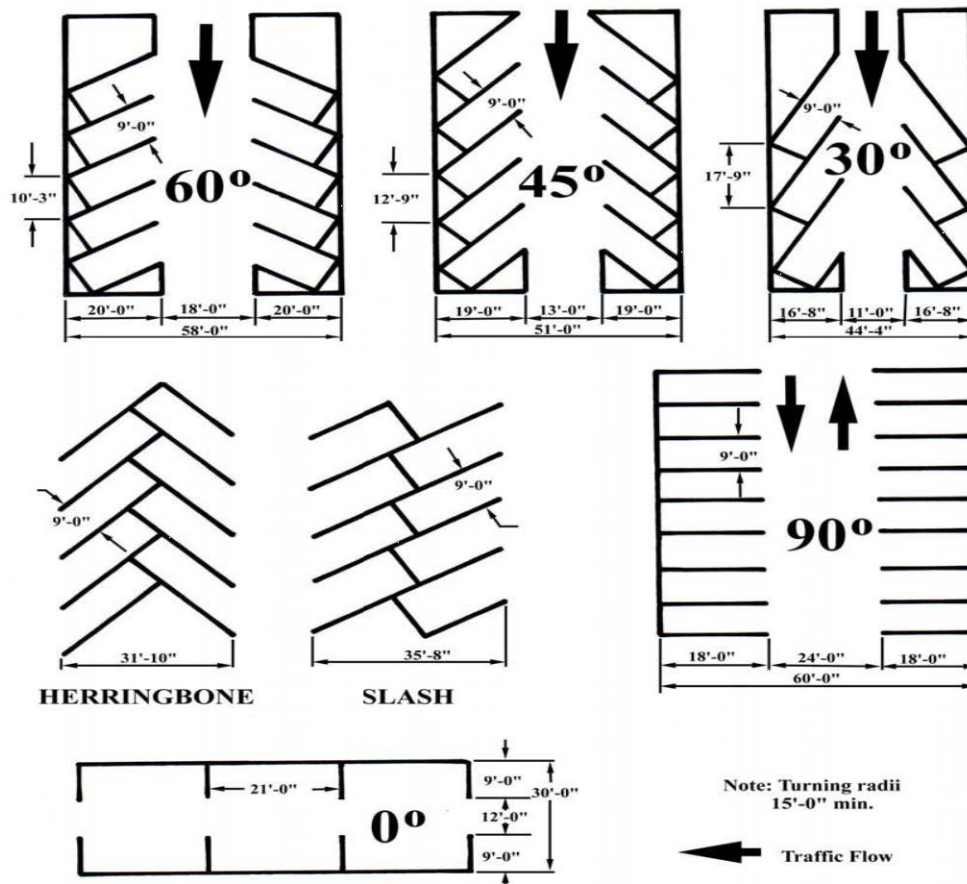 9'-0"
60º
10'-3"
20'-0" 18'-0" 20'-0"
58'-0"
9'-0"
45º
12'-9"
19'-0" 13'-0" 19'-0"
51'-0"
9'-0"
30º
17'-9"
16'-8" 11'-0" 16'-8"
44'-4"
9'-0"
31'-10"
HERRINGBONE
9'-0"
35'-8"
SLASH
9'-0"
90º
18'-0" 24'-0" 18'-0"
60'-0"
21'-0"
0º
9'-0"
30'-0"
12'-0"
9'-0"
Note: Turning radii
15'-0" min.
Traffic Flow